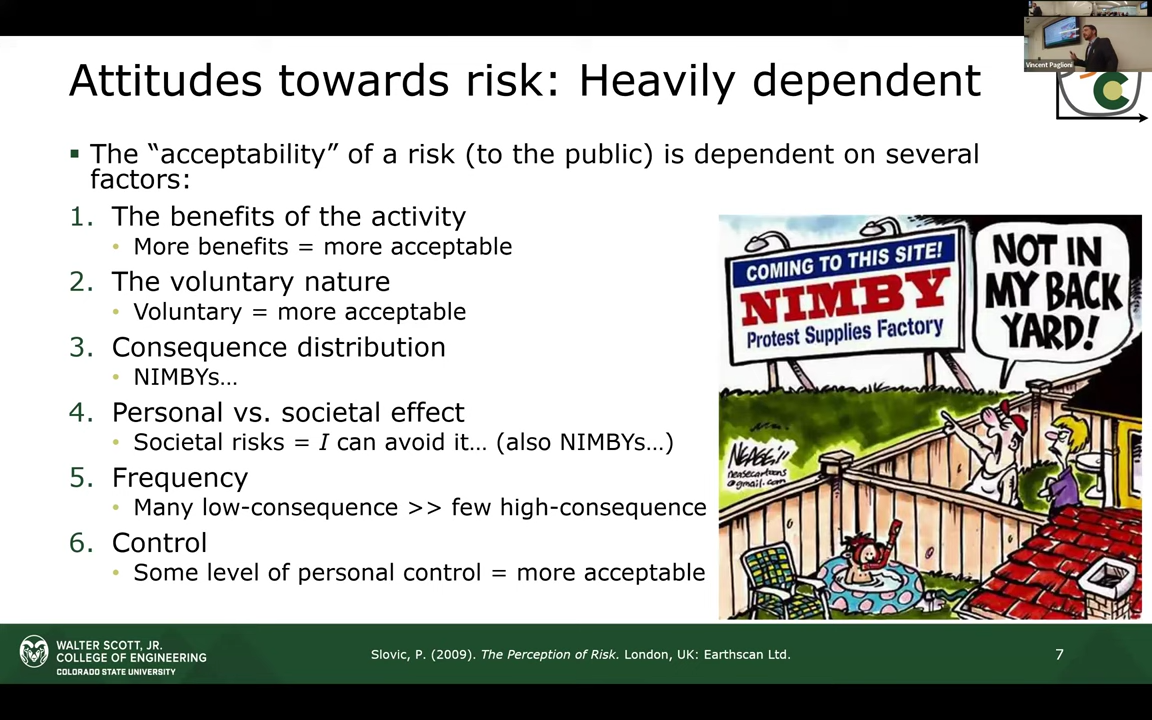 Vincent Paglioni
Attitudes towards risk: Heavily dependent
C
▪ The “acceptability” of a risk (to the public) is dependent on several
factors:
1. The benefits of the activity
• More benefits = more acceptable
2. The voluntary nature
• Voluntary = more acceptable
3. Consequence distribution
• NIMBYs…
4. Personal vs. societal effect
• Societal risks = I can avoid it… (also NIMBYs…)
5. Frequency
• Many low-consequence >> few high-consequence
6. Control
• Some level of personal control = more acceptable
COMING TO THIS SITE!
NIMBY
Protest Supplies Factory
NOT IN
MY BACK
YARD!
neasecartoons
@gmail.com
WALTER SCOTT, JR.
COLLEGE OF ENGINEERING
COLORADO STATE UNIVERSITY
Slovic, P. (2009). The Perception of Risk. London, UK: Earthscan Ltd.
7